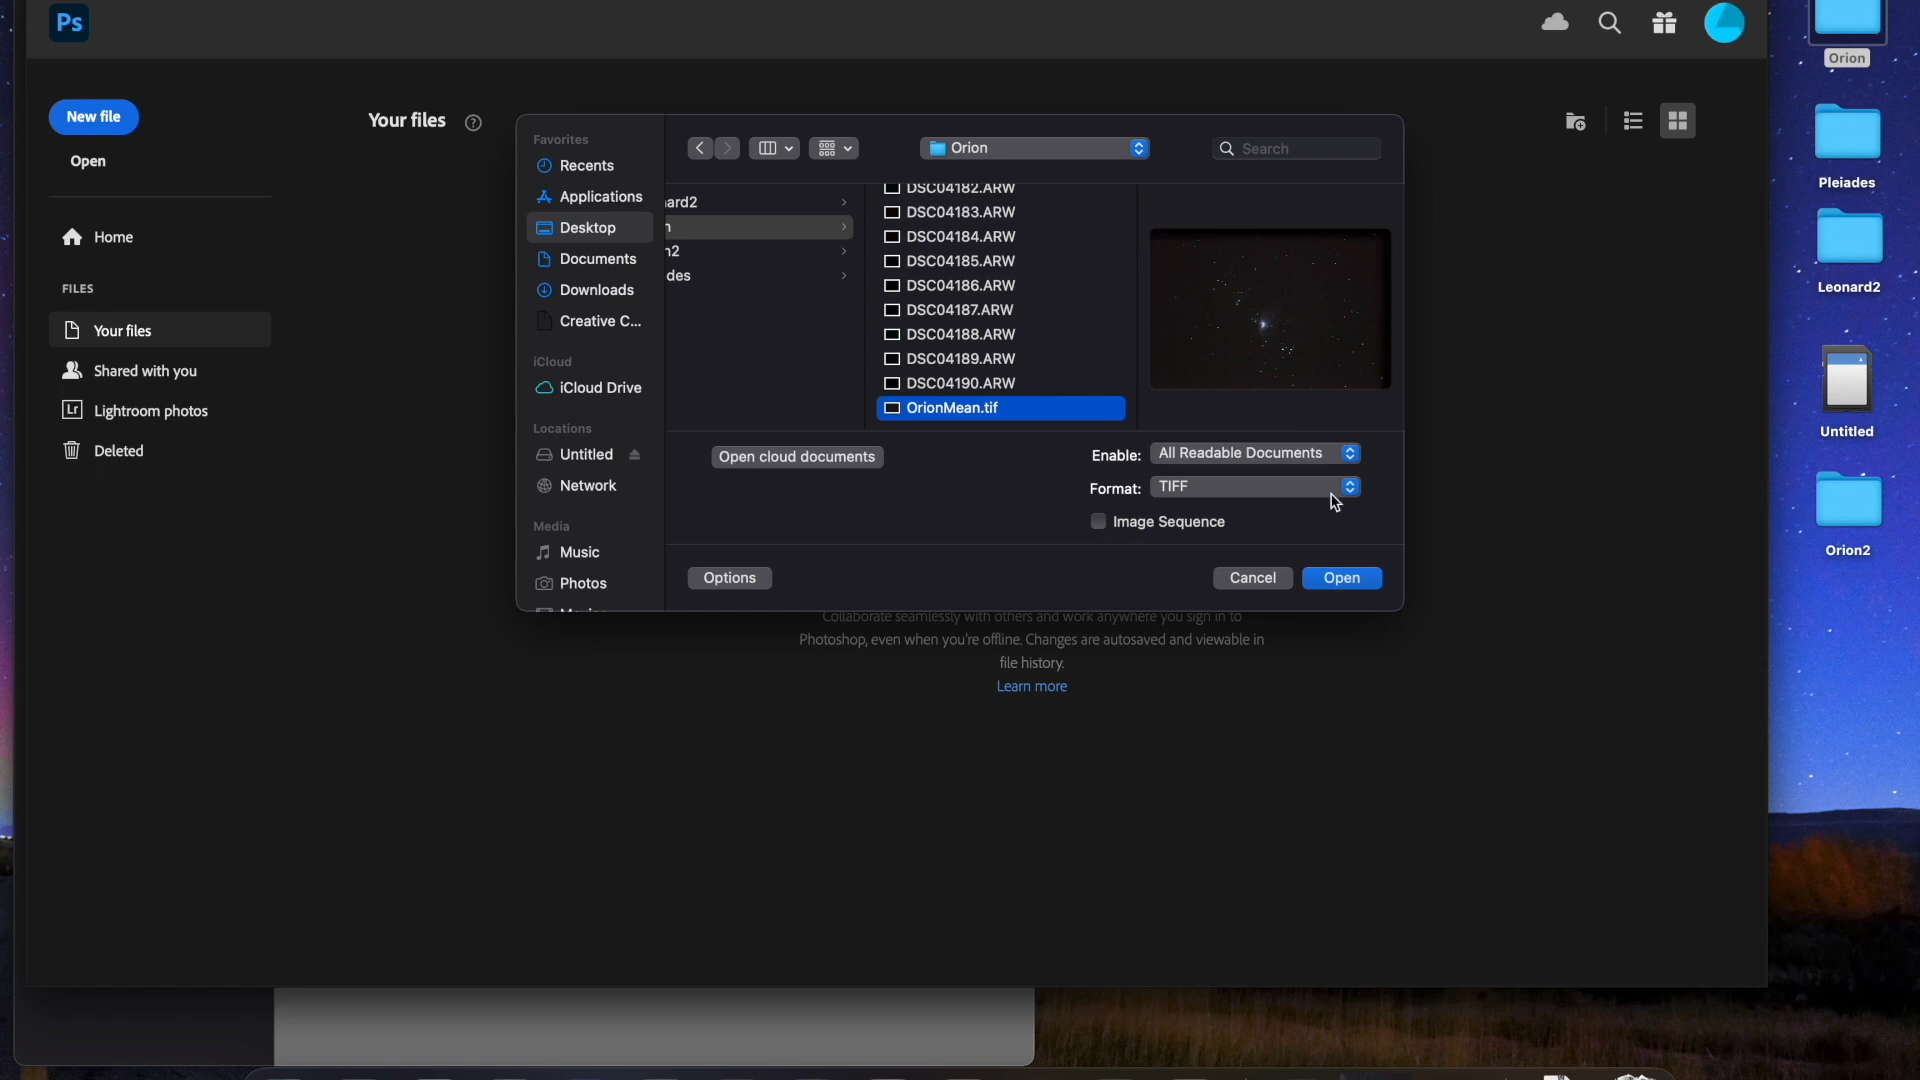 Ps
Orion
New file
Open
Your files
Home
FILES
Your files
Shared with you
Lr Lightroom photos
Deleted
Favorites
Recents
Applications
Desktop
Documents
Downloads
Creative C...
iCloud
iCloud Drive
Locations
Untitled
Network
Media
Music
Photos
Orion
Search
ard2
n
n2
des
DSC04182.ARW
DSC04183.ARW
DSC04184.ARW
DSC04185.ARW
DSC04186.ARW
DSC04187.ARW
DSC04188.ARW
DSC04189.ARW
DSC04190.ARW
OrionMean.tif
Open cloud documents
Enable: All Readable Documents
Format: TIFF
Image Sequence
Options
Cancel
Open
Collaborate seamlessly with others and work anywhere you sign in to
Photoshop, even when you're offline. Changes are autosaved and viewable in
file history.
Learn more
Pleiades
Leonard2
Untitled
Orion2